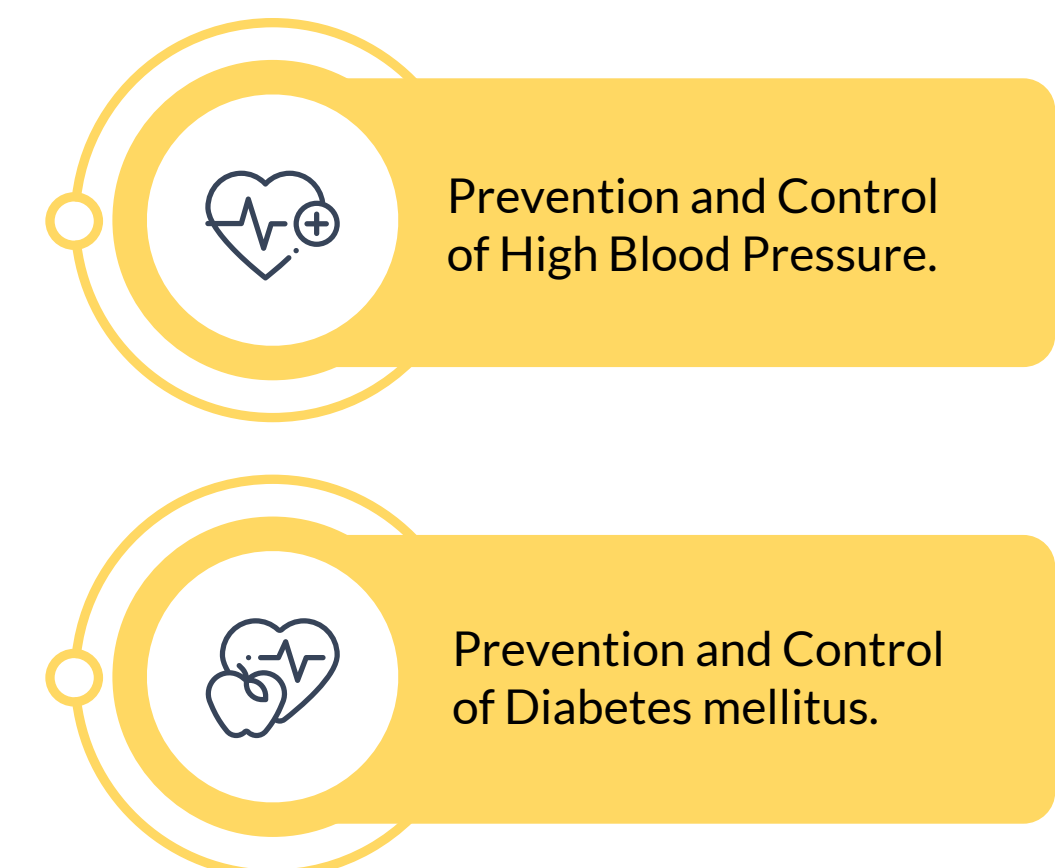 Prevention and Control
of High Blood Pressure.
Prevention and Control
of Diabetes mellitus.